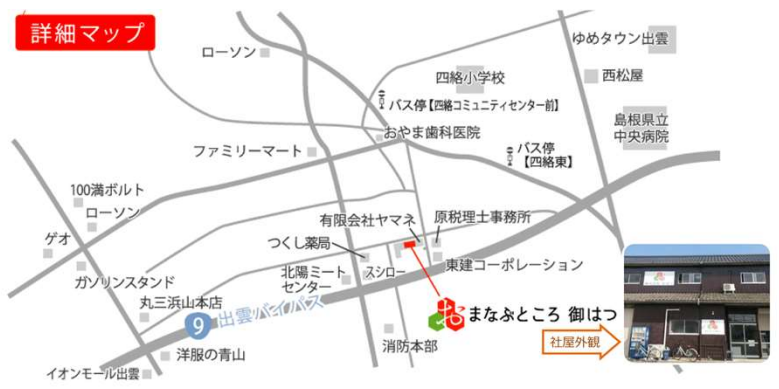 詳細マップ
ローソン
ゆめタウン出雲
西松屋
四絡小学校
バス停【四絡コミュニティセンター前】
おやま歯科医院
島根県立
中央病院
バス停
【四絡東】
ファミリーマート
100満ボルト
ローソン
ゲオ
ガソリンスタンド
有限会社ヤマネ
原税理士事務所
つくし薬局
北陽ミート
センター
スシロー
東建コーポレーション
丸三浜山本店
9
出雲バイパス
まなぶところ 御はつ
社屋外観
洋服の青山
消防本部
イオンモール出雲